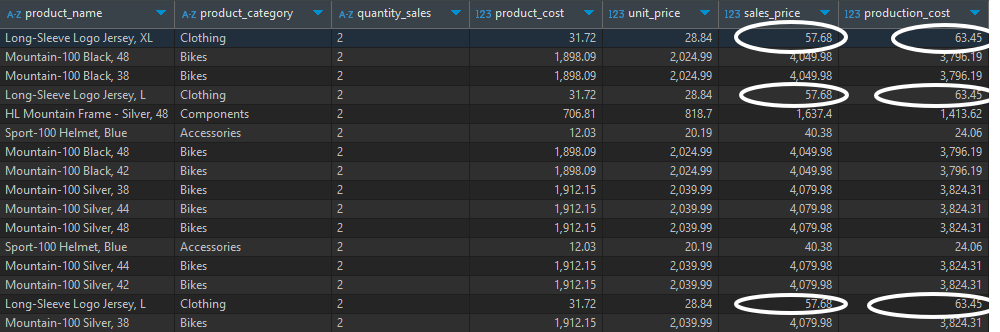 A-Z product_name A-Z product_category A-Z quantity_sales 123 product_cost 123 unit_price 123 sales_price 123 production_cost
Long-Sleeve Logo Jersey, XL Clothing 2 31.72 28.84 57.68 63.45
Mountain-100 Black, 48 Bikes 2 1,898.09 2,024.99 4,049.98 3,796.19
Mountain-100 Black, 38 Bikes 2 1,898.09 2,024.99 4,049.98 3,796.19
Long-Sleeve Logo Jersey, L Clothing 2 31.72 28.84 57.68 63.45
HL Mountain Frame - Silver, 48 Components 2 706.81 818.7 1,637.4 1,413.62
Sport-100 Helmet, Blue Accessories 2 12.03 20.19 40.38 24.06
Mountain-100 Black, 48 Bikes 2 1,898.09 2,024.99 4,049.98 3,796.19
Mountain-100 Black, 42 Bikes 2 1,898.09 2,024.99 4,049.98 3,796.19
Mountain-100 Silver, 38 Bikes 2 1,912.15 2,039.99 4,079.98 3,824.31
Mountain-100 Silver, 44 Bikes 2 1,912.15 2,039.99 4,079.98 3,824.31
Mountain-100 Silver, 48 Bikes 2 1,912.15 2,039.99 4,079.98 3,824.31
Sport-100 Helmet, Blue Accessories 2 12.03 20.19 40.38 24.06
Mountain-100 Silver, 44 Bikes 2 1,912.15 2,039.99 4,079.98 3,824.31
Mountain-100 Silver, 42 Bikes 2 1,912.15 2,039.99 4,079.98 3,824.31
Long-Sleeve Logo Jersey, L Clothing 2 31.72 28.84 57.68 63.45
Mountain-100 Silver, 38 Bikes 2 1,912.15 2,039.99 4,079.98 3,824.31